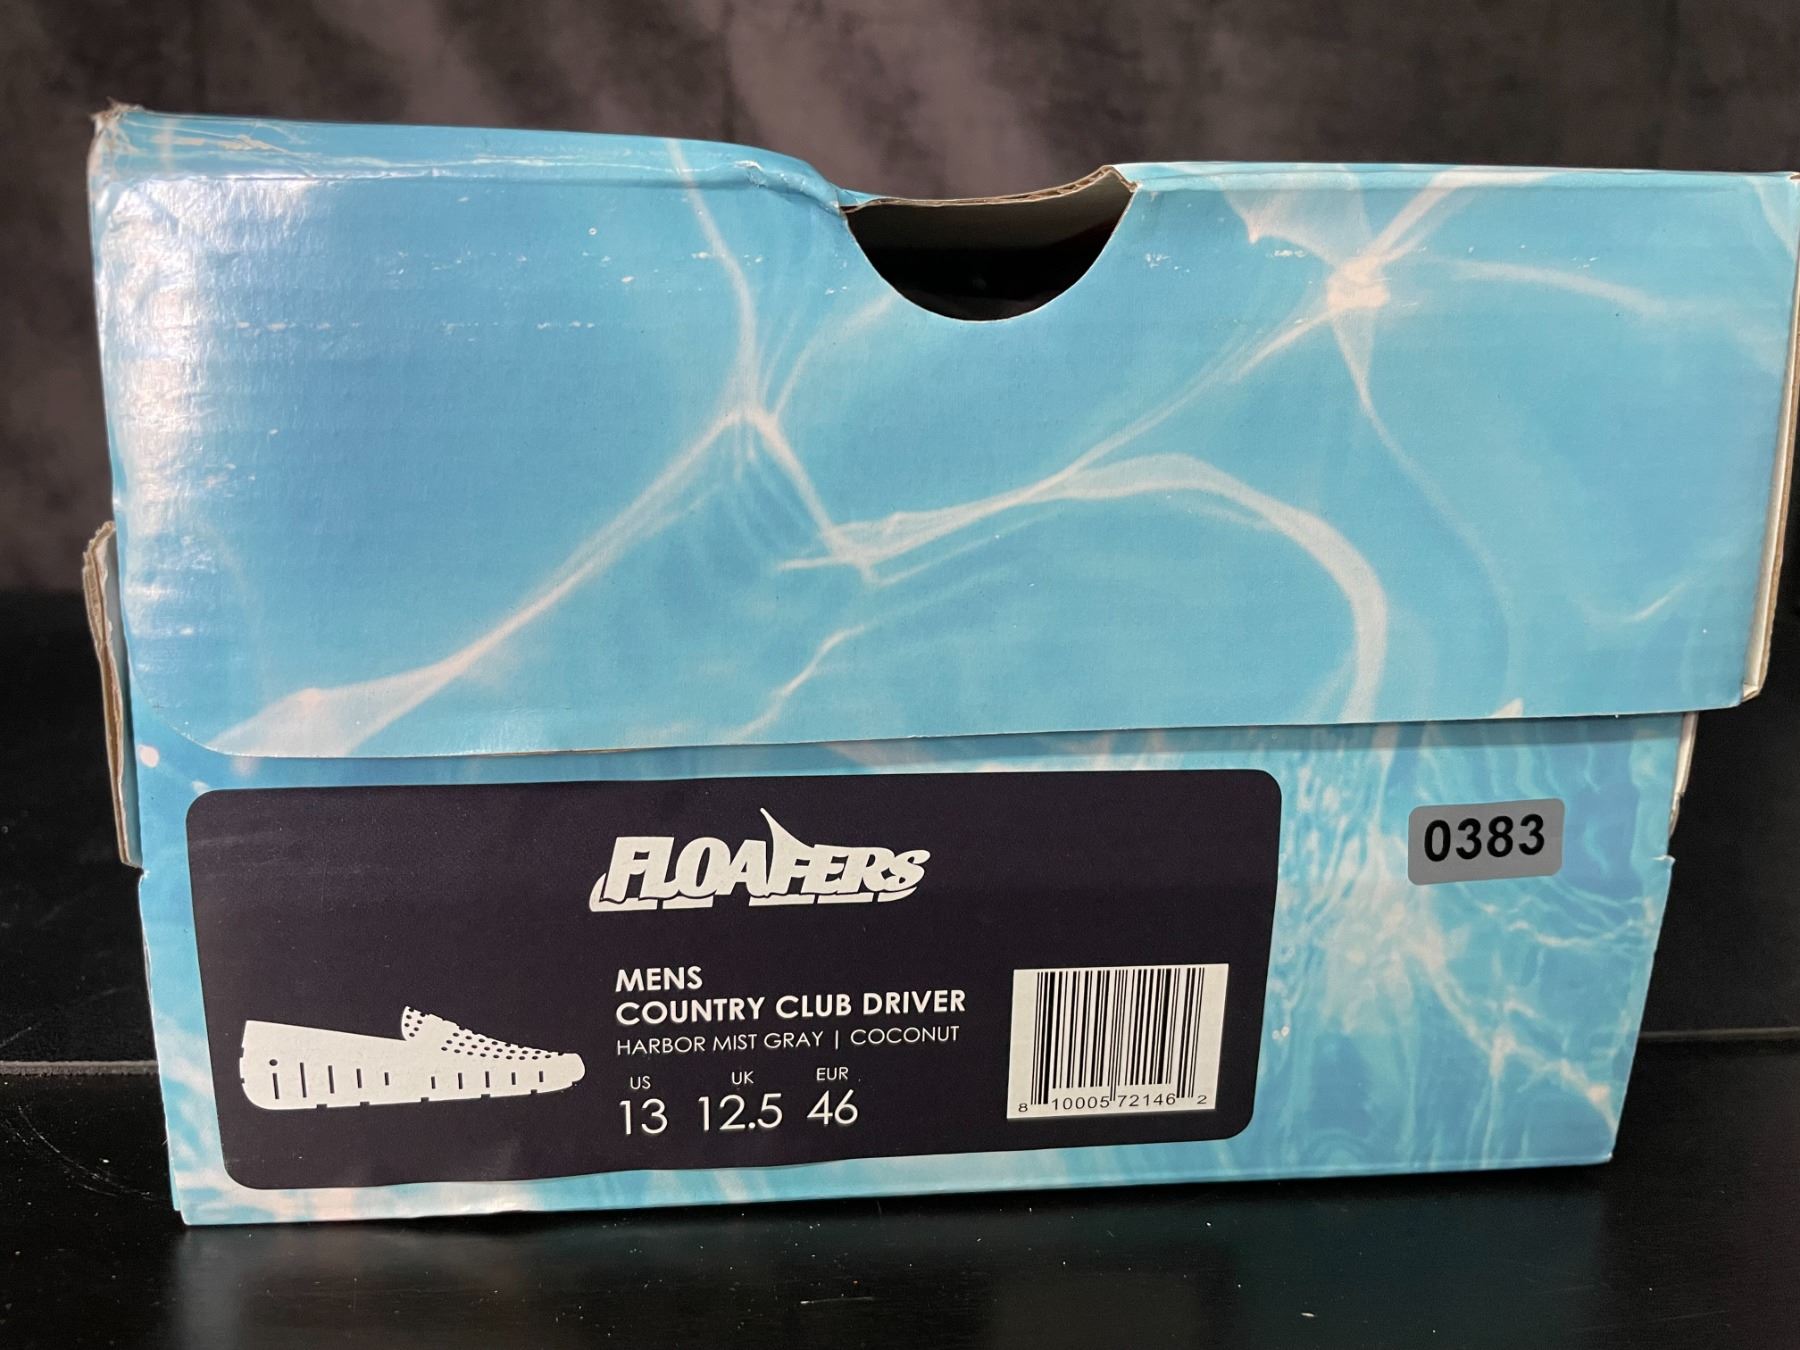 FLOAFERS
0383
MENS
COUNTRY CLUB DRIVER
HARBOR MIST GRAY | COCONUT
US UK EUR
13 12.5 46
8 10005 72146 2